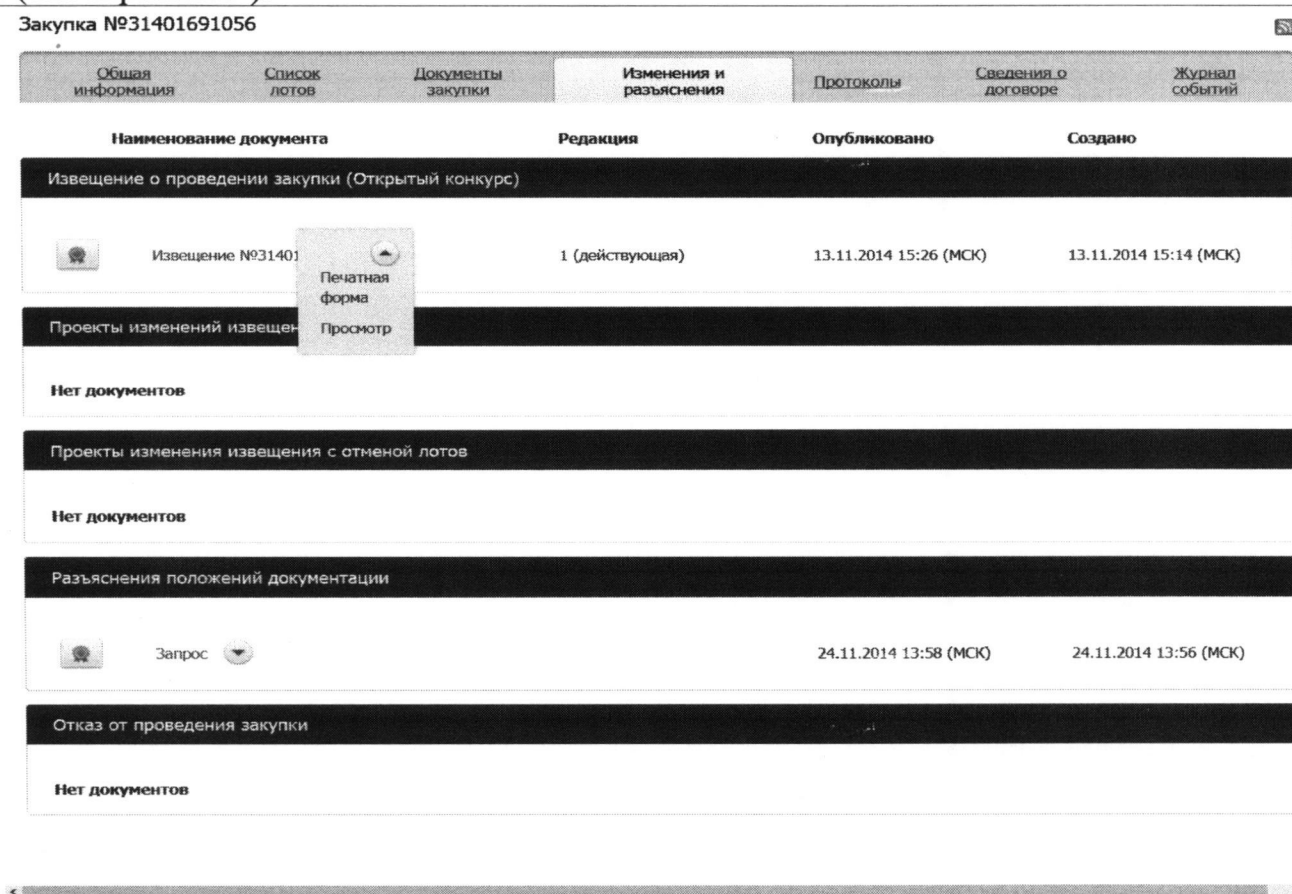 Закупка №31401691056
Общая информация
Список лотов
Документы закупки
Изменения и разъяснения
Протоколы
Сведения о договоре
Журнал событий
Наименование документа Редакция Опубликовано Создано
Извещение о проведении закупки (Открытый конкурс)
Извещение №31401 1 (действующая) 13.11.2014 15:26 (МСК) 13.11.2014 15:14 (МСК)
Печатная
форма
Просмотр
Проекты изменений извещен
Нет документов
Проекты изменения извещения с отменой лотов
Нет документов
Разъяснения положений документации
Запрос 24.11.2014 13:58 (МСК) 24.11.2014 13:56 (МСК)
Отказ от проведения закупки
Нет документов